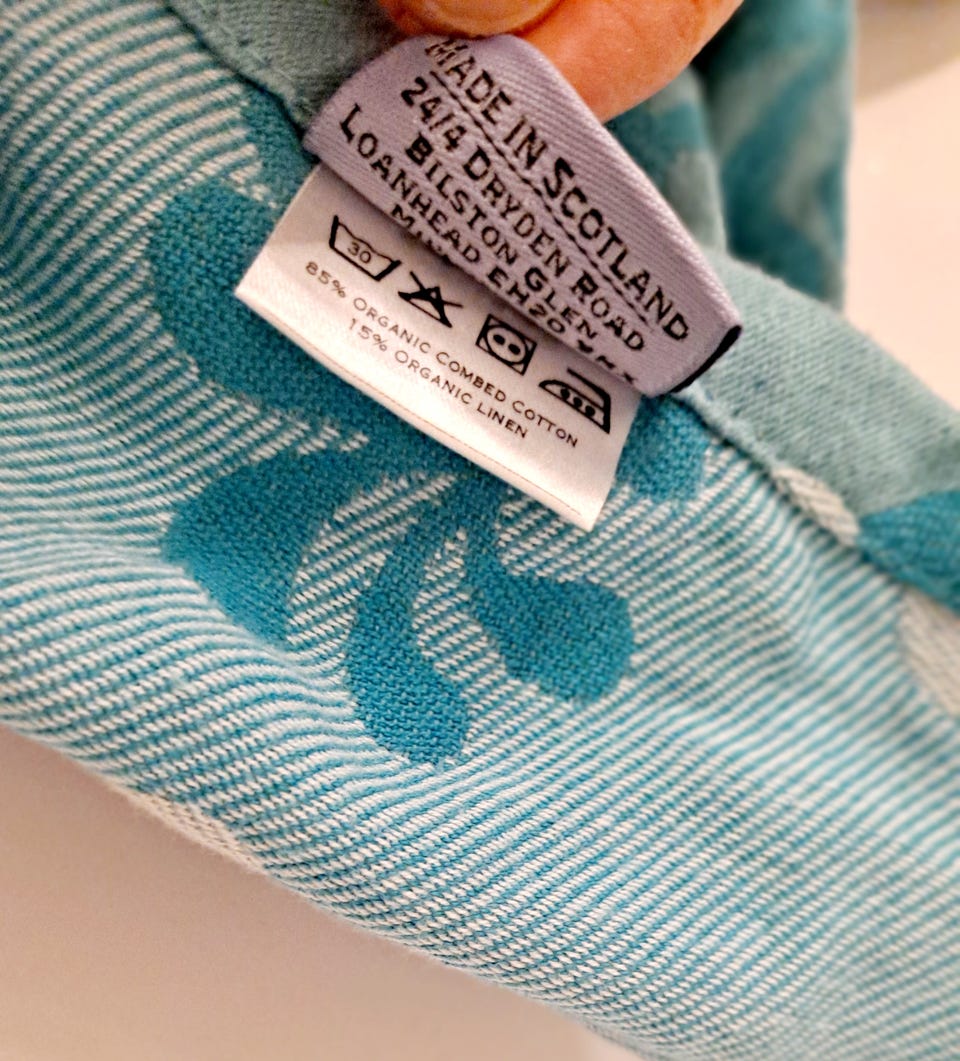 MADE IN SCOTLAND
24/4 DRYDEN ROAD
BILSTON GLEN
LOANHEAD EH20
30
85% ORGANIC COMBED COTTON
15% ORGANIC LINEN